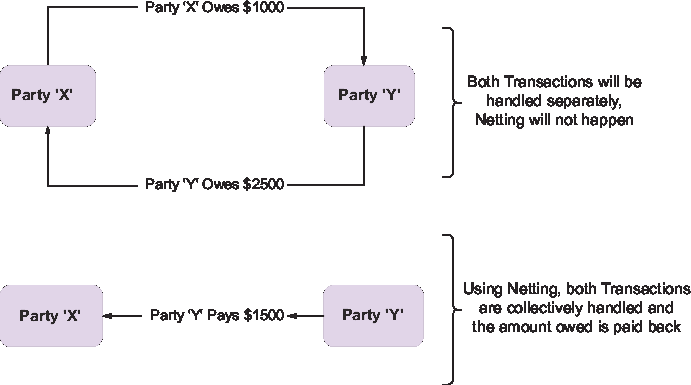 Party 'X' Owes $1000
Party 'X'
Party 'Y'
Both Transactions will be
handled separately,
Netting will not happen
Party 'Y' Owes $2500
Party 'X'
Party 'Y' Pays $1500
Party 'Y'
Using Netting, both Transactions
are collectively handled and
the amount owed is paid back